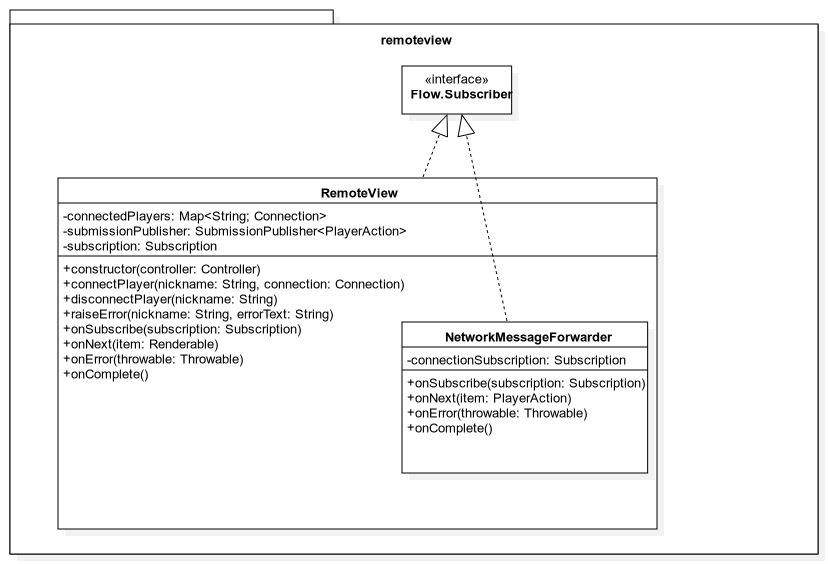 remoteview
«interface»
Flow.Subscriber
RemoteView
-connectedPlayers: Map<String; Connection>
-submissionPublisher: SubmissionPublisher<PlayerAction>
-subscription: Subscription
+constructor(controller: Controller)
+connectPlayer(nickname: String, connection: Connection)
+disconnectPlayer(nickname: String)
+raiseError(nickname: String, errorText: String)
+onSubscribe(subscription: Subscription)
+onNext(item: Renderable)
+onError(throwable: Throwable)
+onComplete()
NetworkMessageForwarder
-connectionSubscription: Subscription
+onSubscribe(subscription: Subscription)
+onNext(item: PlayerAction)
+onError(throwable: Throwable)
+onComplete()